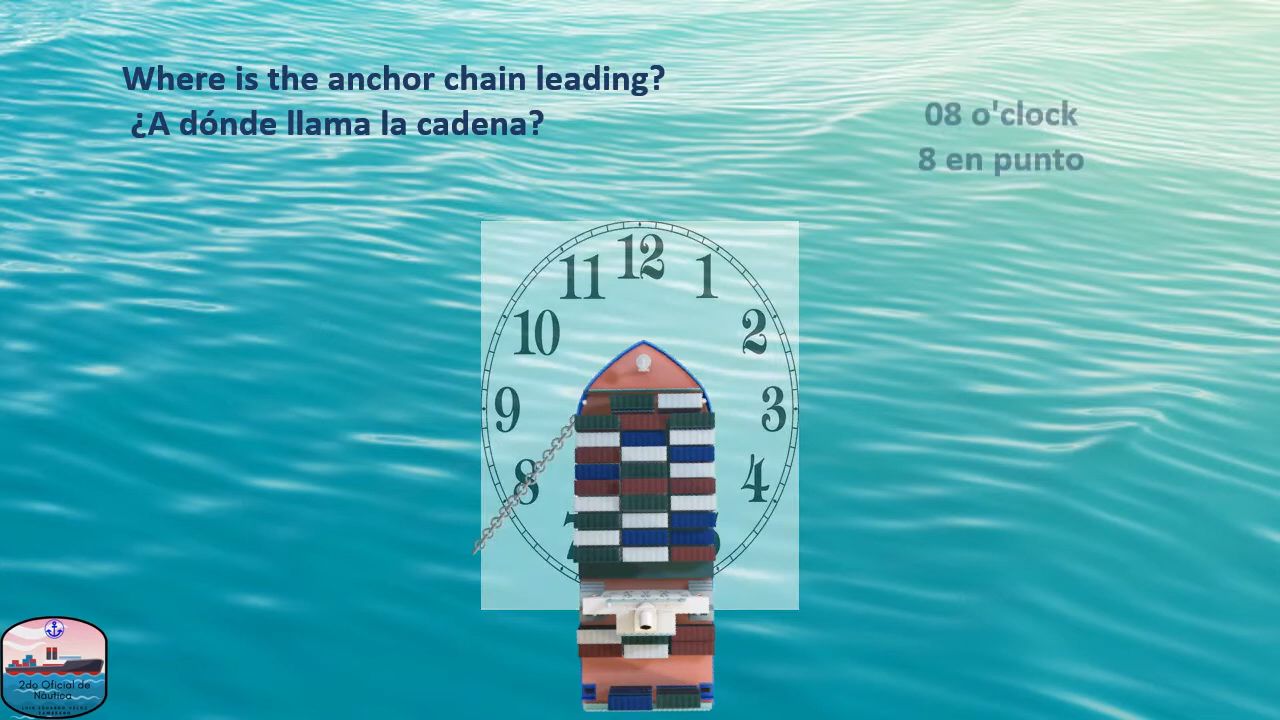 Where is the anchor chain leading?
¿A dónde llama la cadena?
08 o'clock
8 en punto
12
11
1
10
2
9
3
8
4
2do Oficial de
Náutica